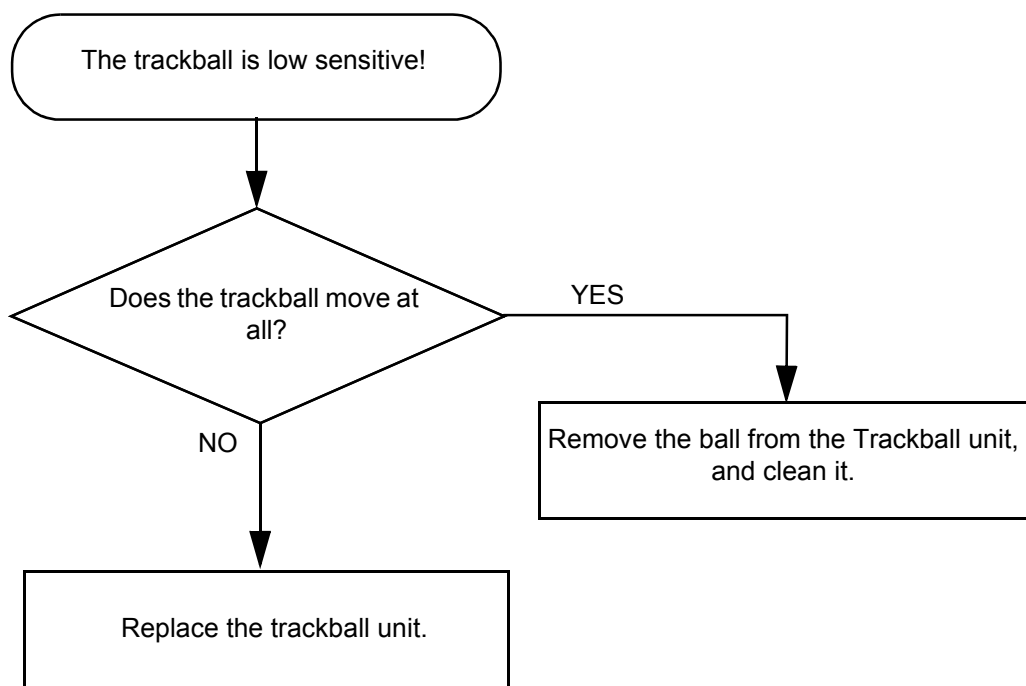 The trackball is low sensitive!
Does the trackball move at
all?
YES
NO
Remove the ball from the Trackball unit,
and clean it.
Replace the trackball unit.